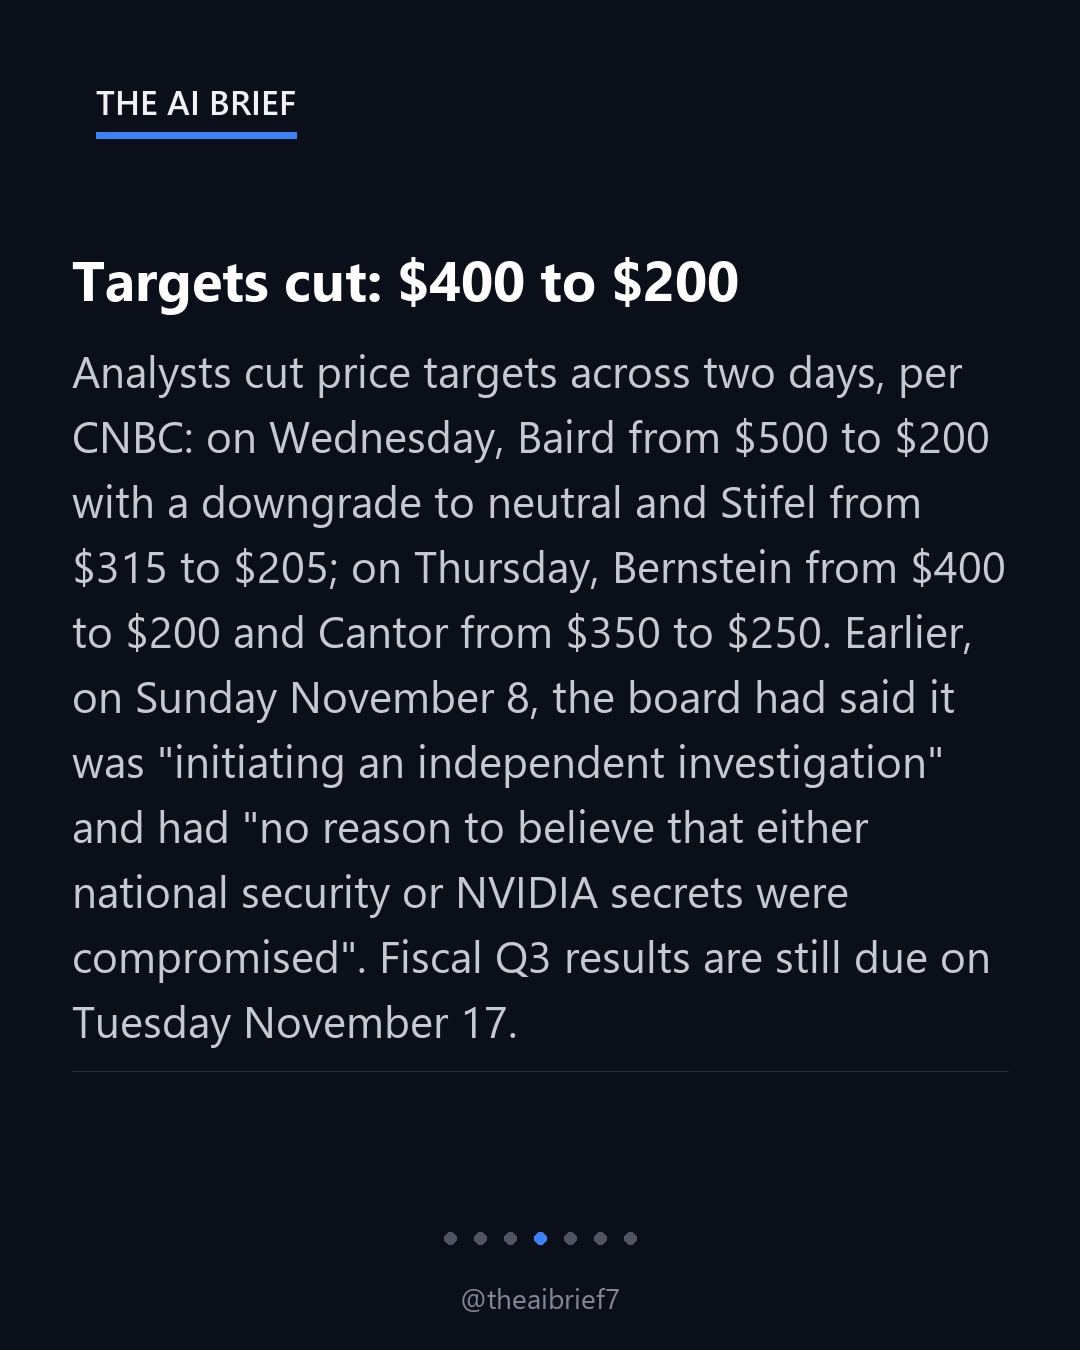 THE AI BRIEF
Targets cut: $400 to $200
Analysts cut price targets across two days, per
CNBC: on Wednesday, Baird from $500 to $200
with a downgrade to neutral and Stifel from
$315 to $205; on Thursday, Bernstein from $400
to $200 and Cantor from $350 to $250. Earlier,
on Sunday November 8, the board had said it
was "initiating an independent investigation"
and had "no reason to believe that either
national security or NVIDIA secrets were
compromised". Fiscal Q3 results are still due on
Tuesday November 17.
@theaibrief7